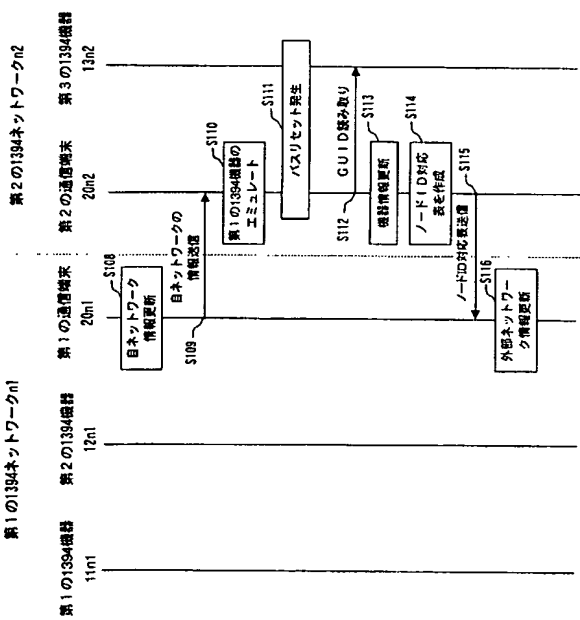 第1の1394ネットワークn1
第2の1394ネットワークn2
第1の1394機器
11n1
第2の1394機器
12n1
第1の通信端末
20n1
第2の通信端末
20n2
第3の1394機器
13n2
S108
自ネットワーク
情報更新
S109
自ネットワークの
情報送信
S110
第1の1394機器の
エミュレート
S111
バスリセット発生
S112
GUID読み取り
S113
機器情報更新
S114
ノードID対応
表を作成
S115
ノードID対応表送信
S116
外部ネットワー
ク情報更新